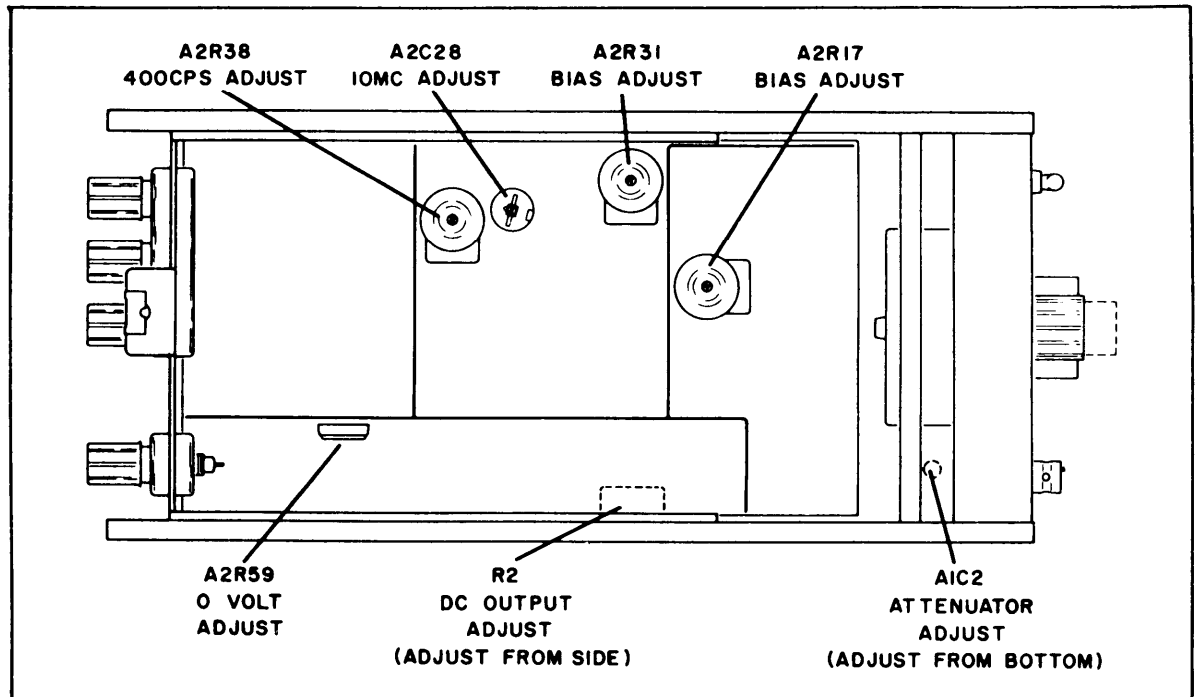 A2R38
400CPS ADJUST
A2C28
10MC ADJUST
A2R31
BIAS ADJUST
A2R17
BIAS ADJUST
A2R59
0 VOLT
ADJUST
R2
DC OUTPUT
ADJUST
(ADJUST FROM SIDE)
A1C2
ATTENUATOR
ADJUST
(ADJUST FROM BOTTOM)